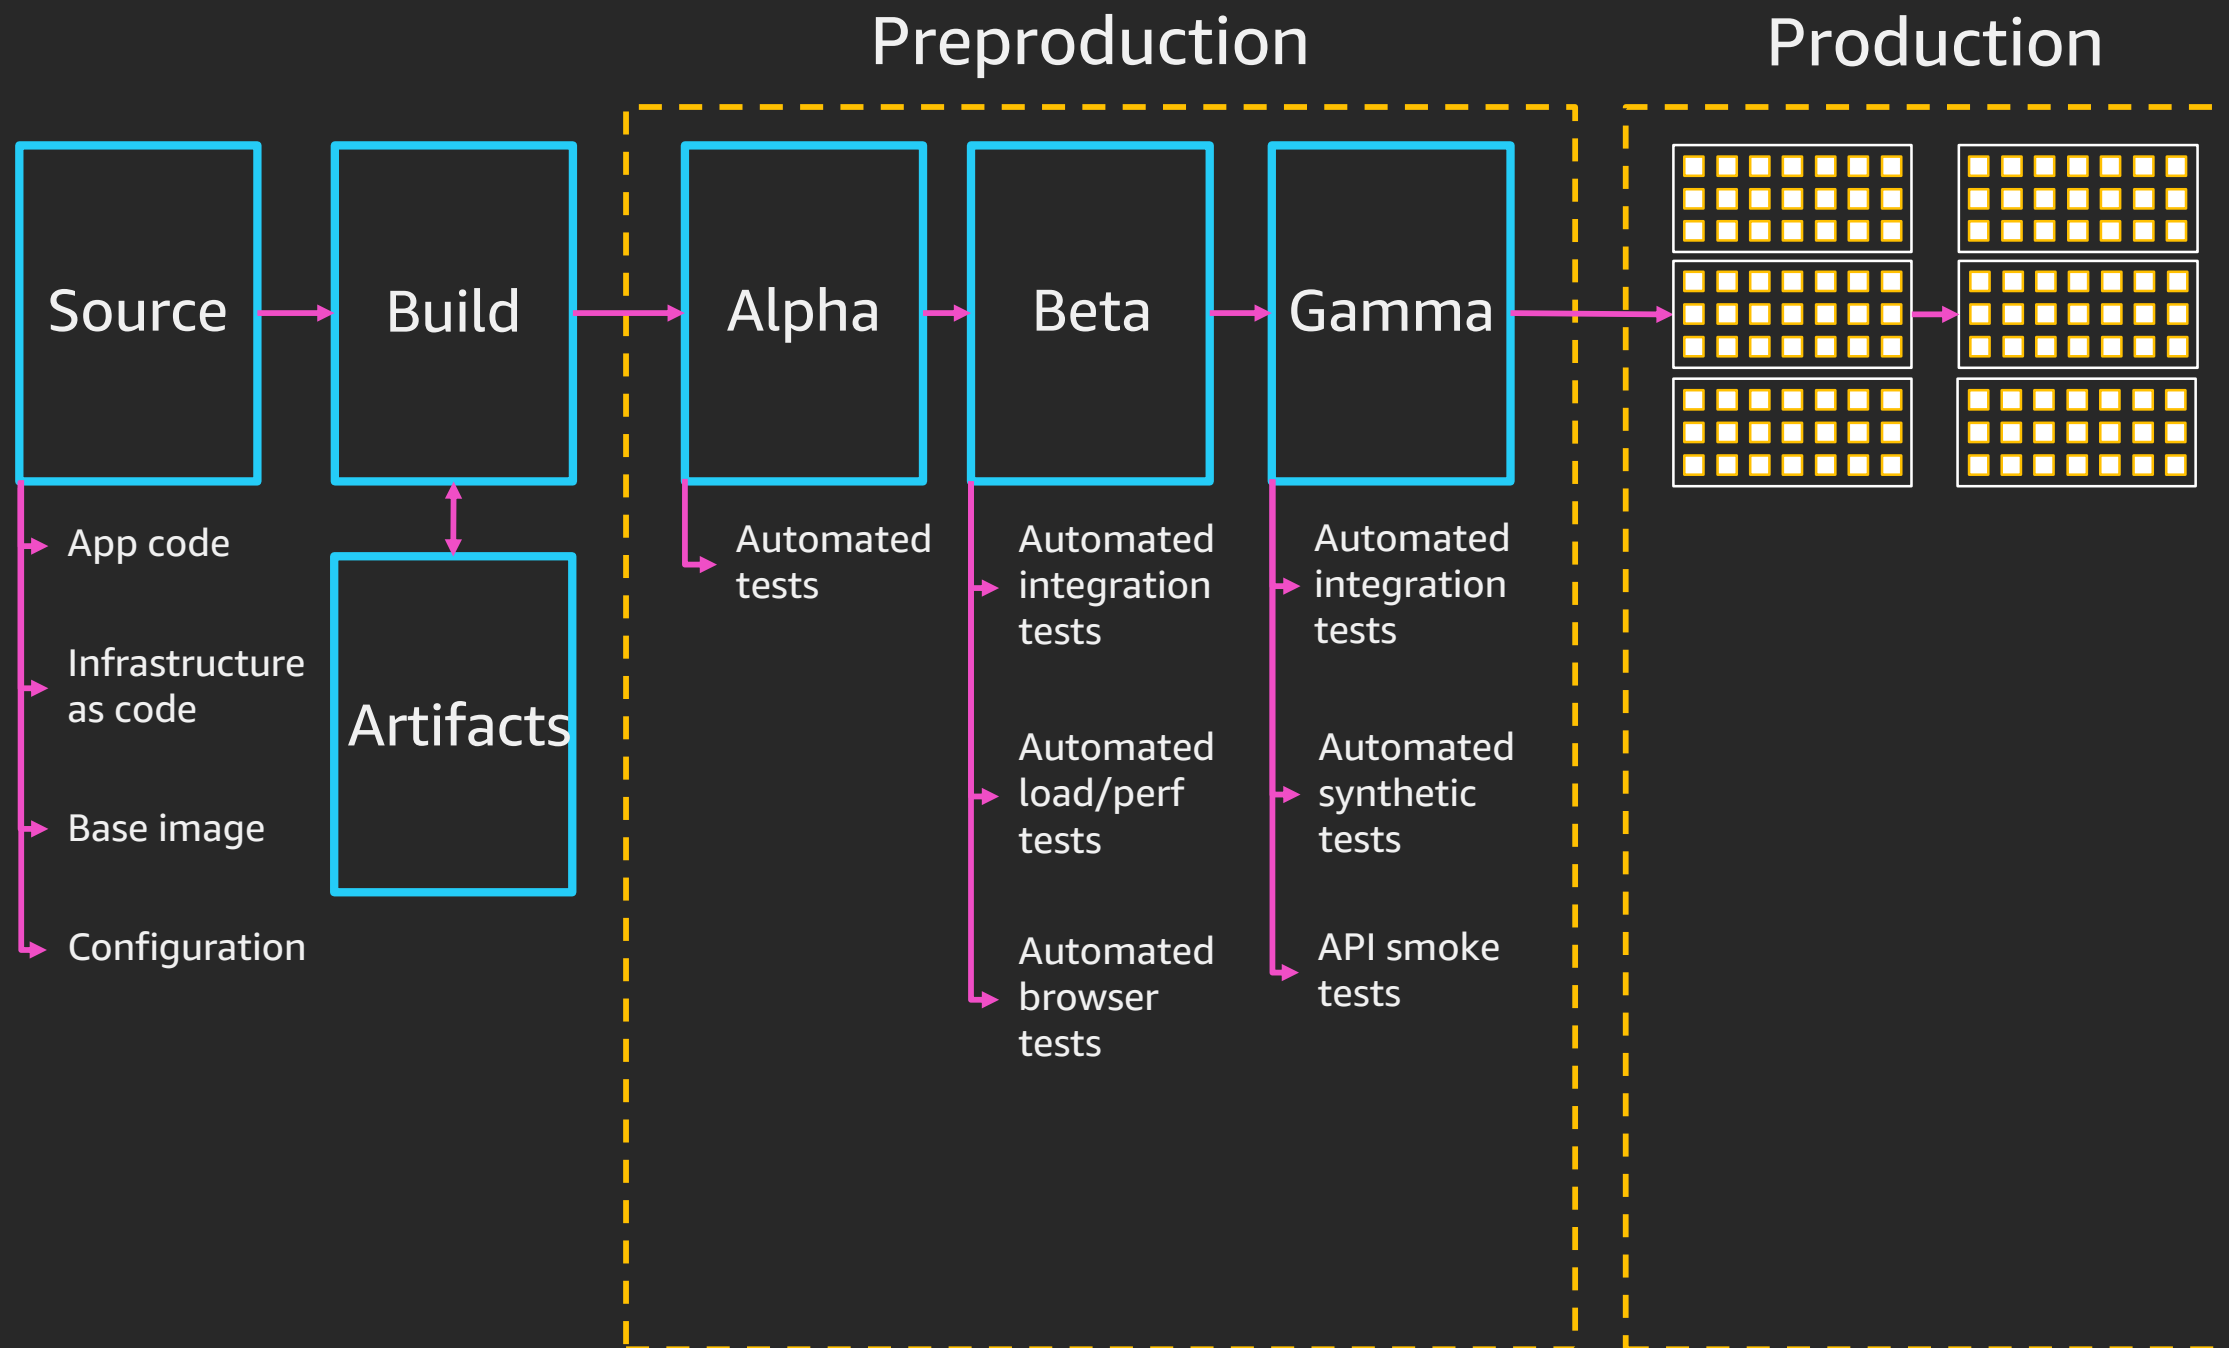 Preproduction
Production
Source
Build
Alpha
Beta
Gamma
App code
Infrastructure
as code
Base image
Configuration
Artifacts
Automated
tests
Automated
integration
tests
Automated
load/perf
tests
Automated
browser
tests
Automated
integration
tests
Automated
synthetic
tests
API smoke
tests